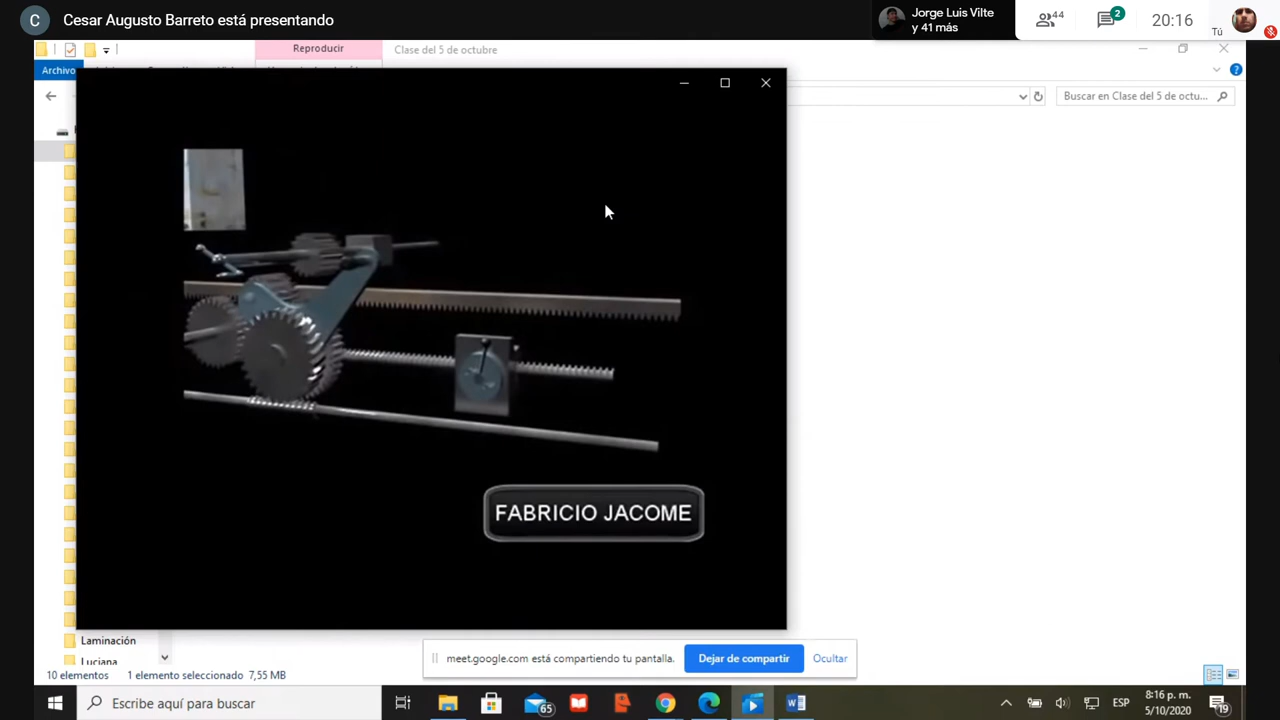 C
Cesar Augusto Barreto está presentando
Jorge Luis Vilte
y 41 más
44
2
20:16
Tú
Reproducir
Clase del 5 de octubre
Archivo
Buscar en Clase del 5 de octu...
FABRICIO JACOME
Laminación
Luciana
meet.google.com está compartiendo tu pantalla.
Dejar de compartir
Ocultar
10 elementos
1 elemento seleccionado 7,55 MB
Escribe aquí para buscar
65
ESP
8:16 p. m.
5/10/2020
19